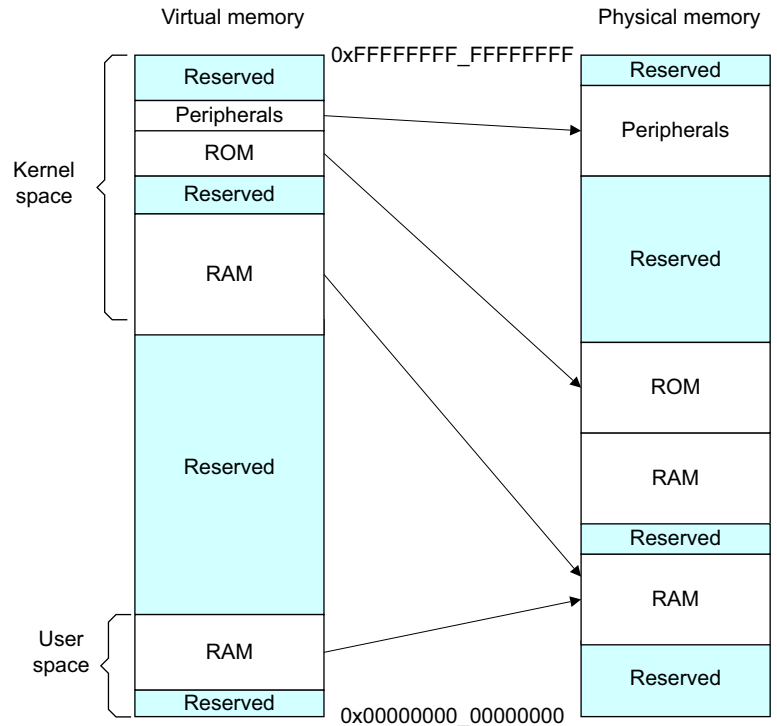 Virtual memory
Physical memory
0xFFFFFFFF_FFFFFFFF
Kernel
space
Reserved
Peripherals
ROM
Reserved
RAM
Reserved
User
space
RAM
Reserved
0x00000000_00000000
Reserved
Peripherals
Reserved
ROM
RAM
Reserved
RAM
Reserved